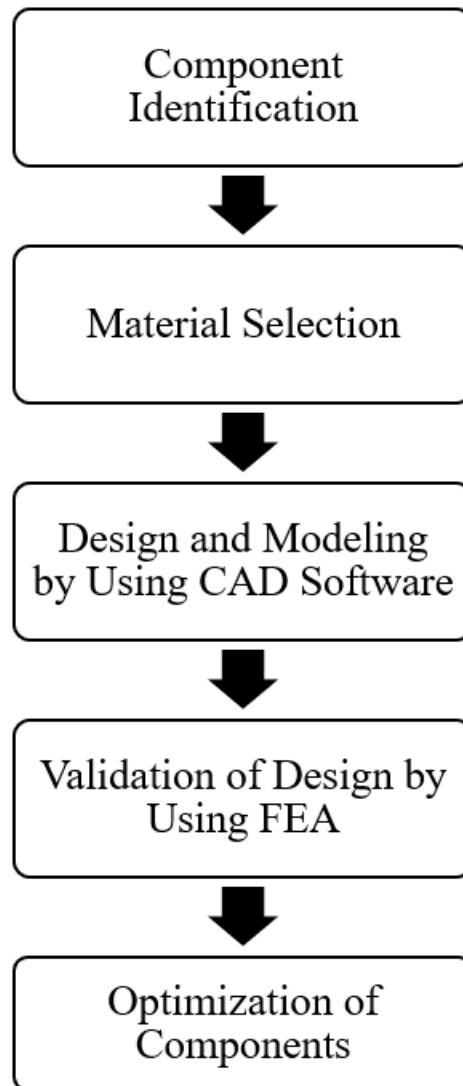 Component
Identification
Material Selection
Design and Modeling
by Using CAD Software
Validation of Design by
Using FEA
Optimization of
Components